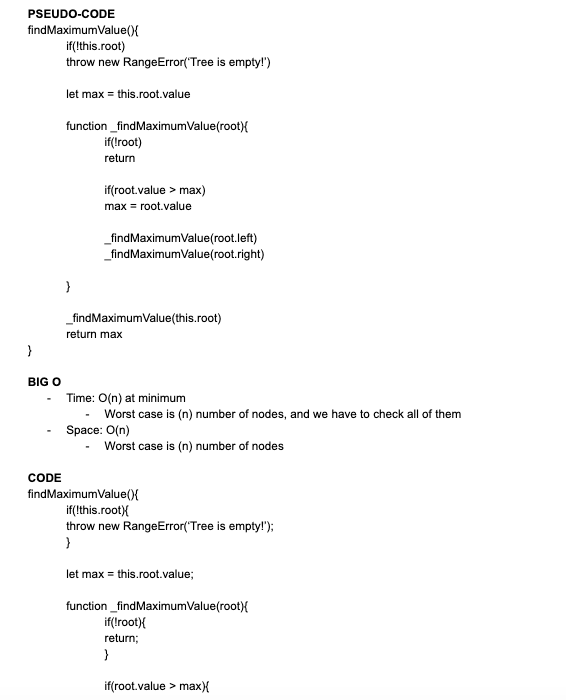 PSEUDO-CODE
findMaximumValue(){
if(!this.root)
throw new RangeError('Tree is empty!')
let max = this.root.value
function _findMaximumValue(root){
if(!root)
return
if(root.value > max)
max = root.value
_findMaximumValue(root.left)
_findMaximumValue(root.right)
}
_findMaximumValue(this.root)
return max
}
BIG O
- Time: O(n) at minimum
- Worst case is (n) number of nodes, and we have to check all of them
- Space: O(n)
- Worst case is (n) number of nodes
CODE
findMaximumValue(){
if(!this.root){
throw new RangeError('Tree is empty!');
}
let max = this.root.value;
function _findMaximumValue(root){
if(!root){
return;
}
if(root.value > max){